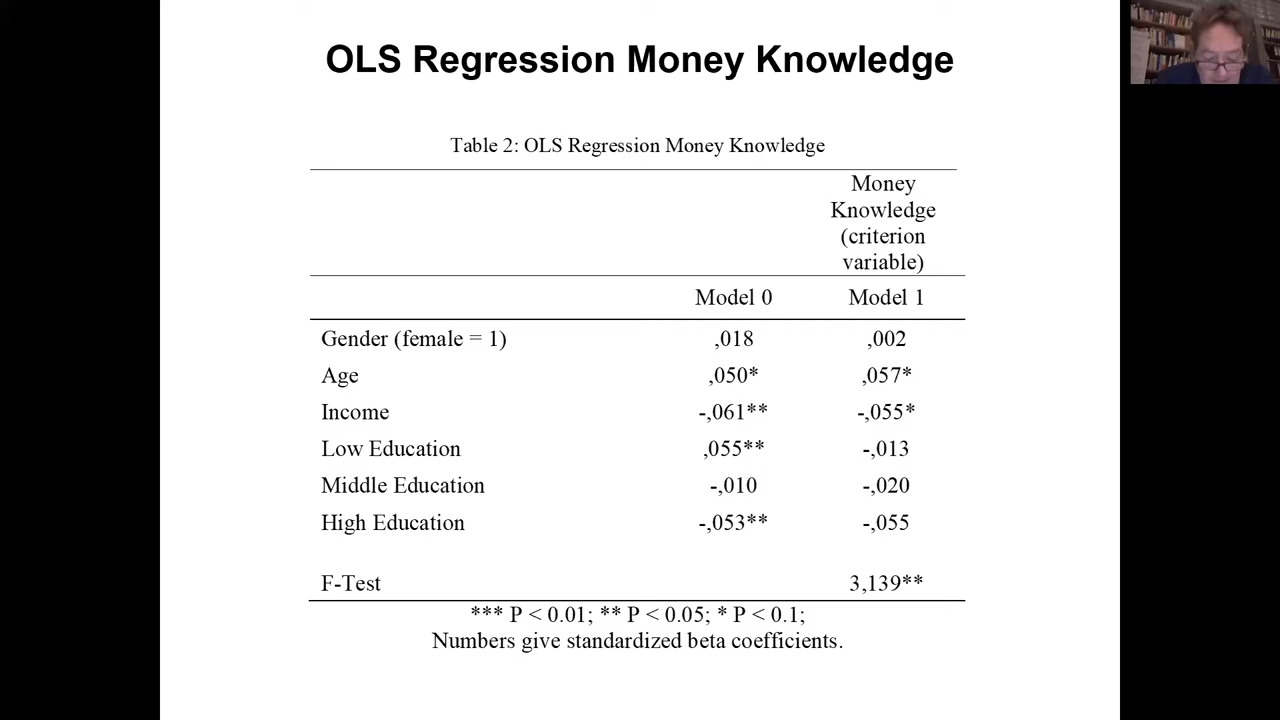 OLS Regression Money Knowledge
Table 2: OLS Regression Money Knowledge
Money
Knowledge
(criterion
variable)
Model 0 Model 1
Gender (female = 1) ,018 ,002
Age ,050* ,057*
Income -,061** -,055*
Low Education ,055** -,013
Middle Education -,010 -,020
High Education -,053** -,055
F-Test 3,139**
*** P < 0.01; ** P < 0.05; * P < 0.1;
Numbers give standardized beta coefficients.